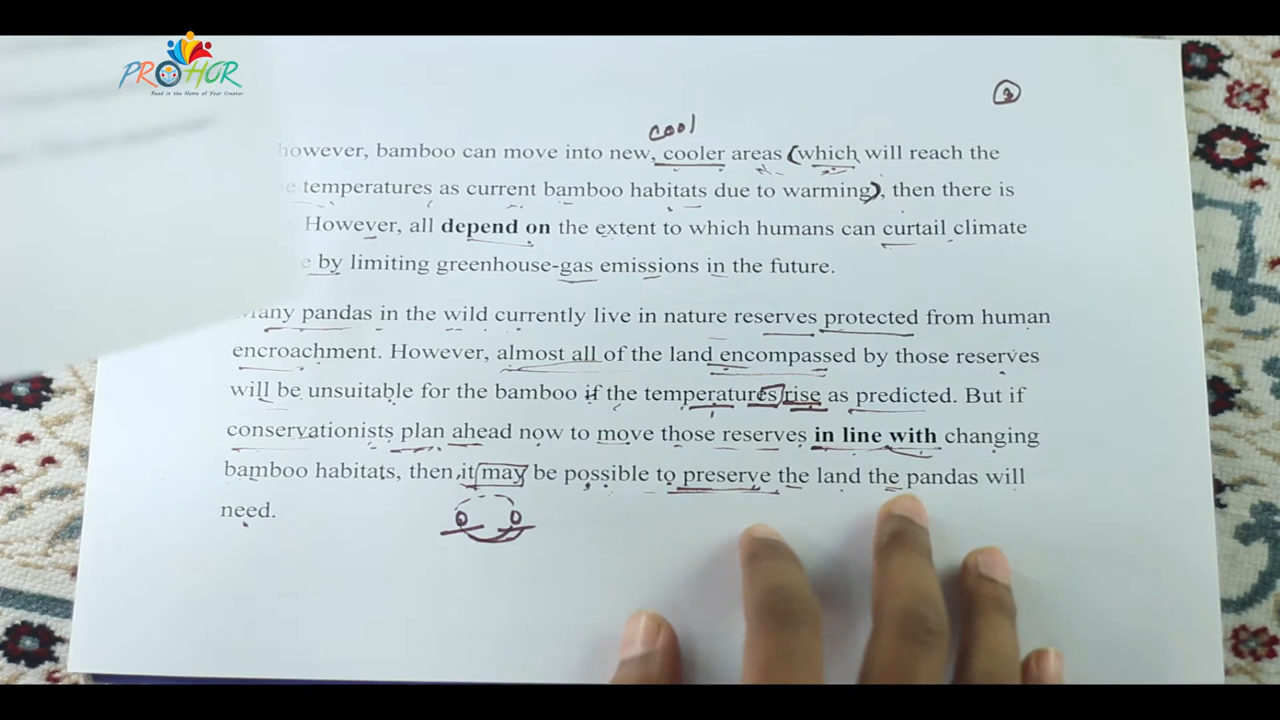 PROHOR
Read in the Name of Your Creator
3
cool
however, bamboo can move into new, cooler areas (which will reach the
temperatures as current bamboo habitats due to warming), then there is
However, all depend on the extent to which humans can curtail climate
by limiting greenhouse-gas emissions in the future.
Many pandas in the wild currently live in nature reserves protected from human
encroachment. However, almost all of the land encompassed by those reserves
will be unsuitable for the bamboo if the temperatures rise as predicted. But if
conservationists plan ahead now to move those reserves in line with changing
bamboo habitats, then it may be possible to preserve the land the pandas will
need.